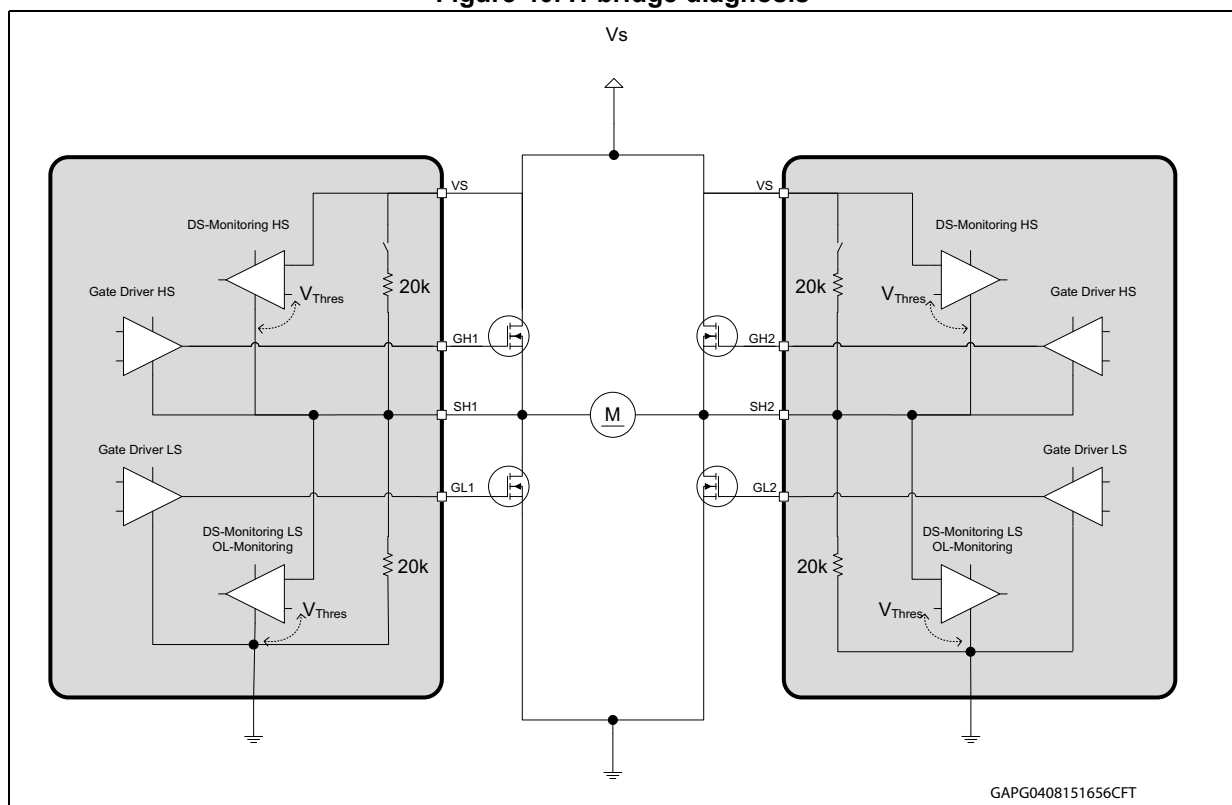 Figure diagnosis
Vs
VS
DS-Monitoring HS
20k
VThres
Gate Driver HS
GH1
SH1
Gate Driver LS
GL1
DS-Monitoring LS
OL-Monitoring
20k
VThres
M
VS
DS-Monitoring HS
20k
VThres
Gate Driver HS
GH2
SH2
Gate Driver LS
GL2
DS-Monitoring LS
OL-Monitoring
20k
VThres
GAPG0408151656CFT